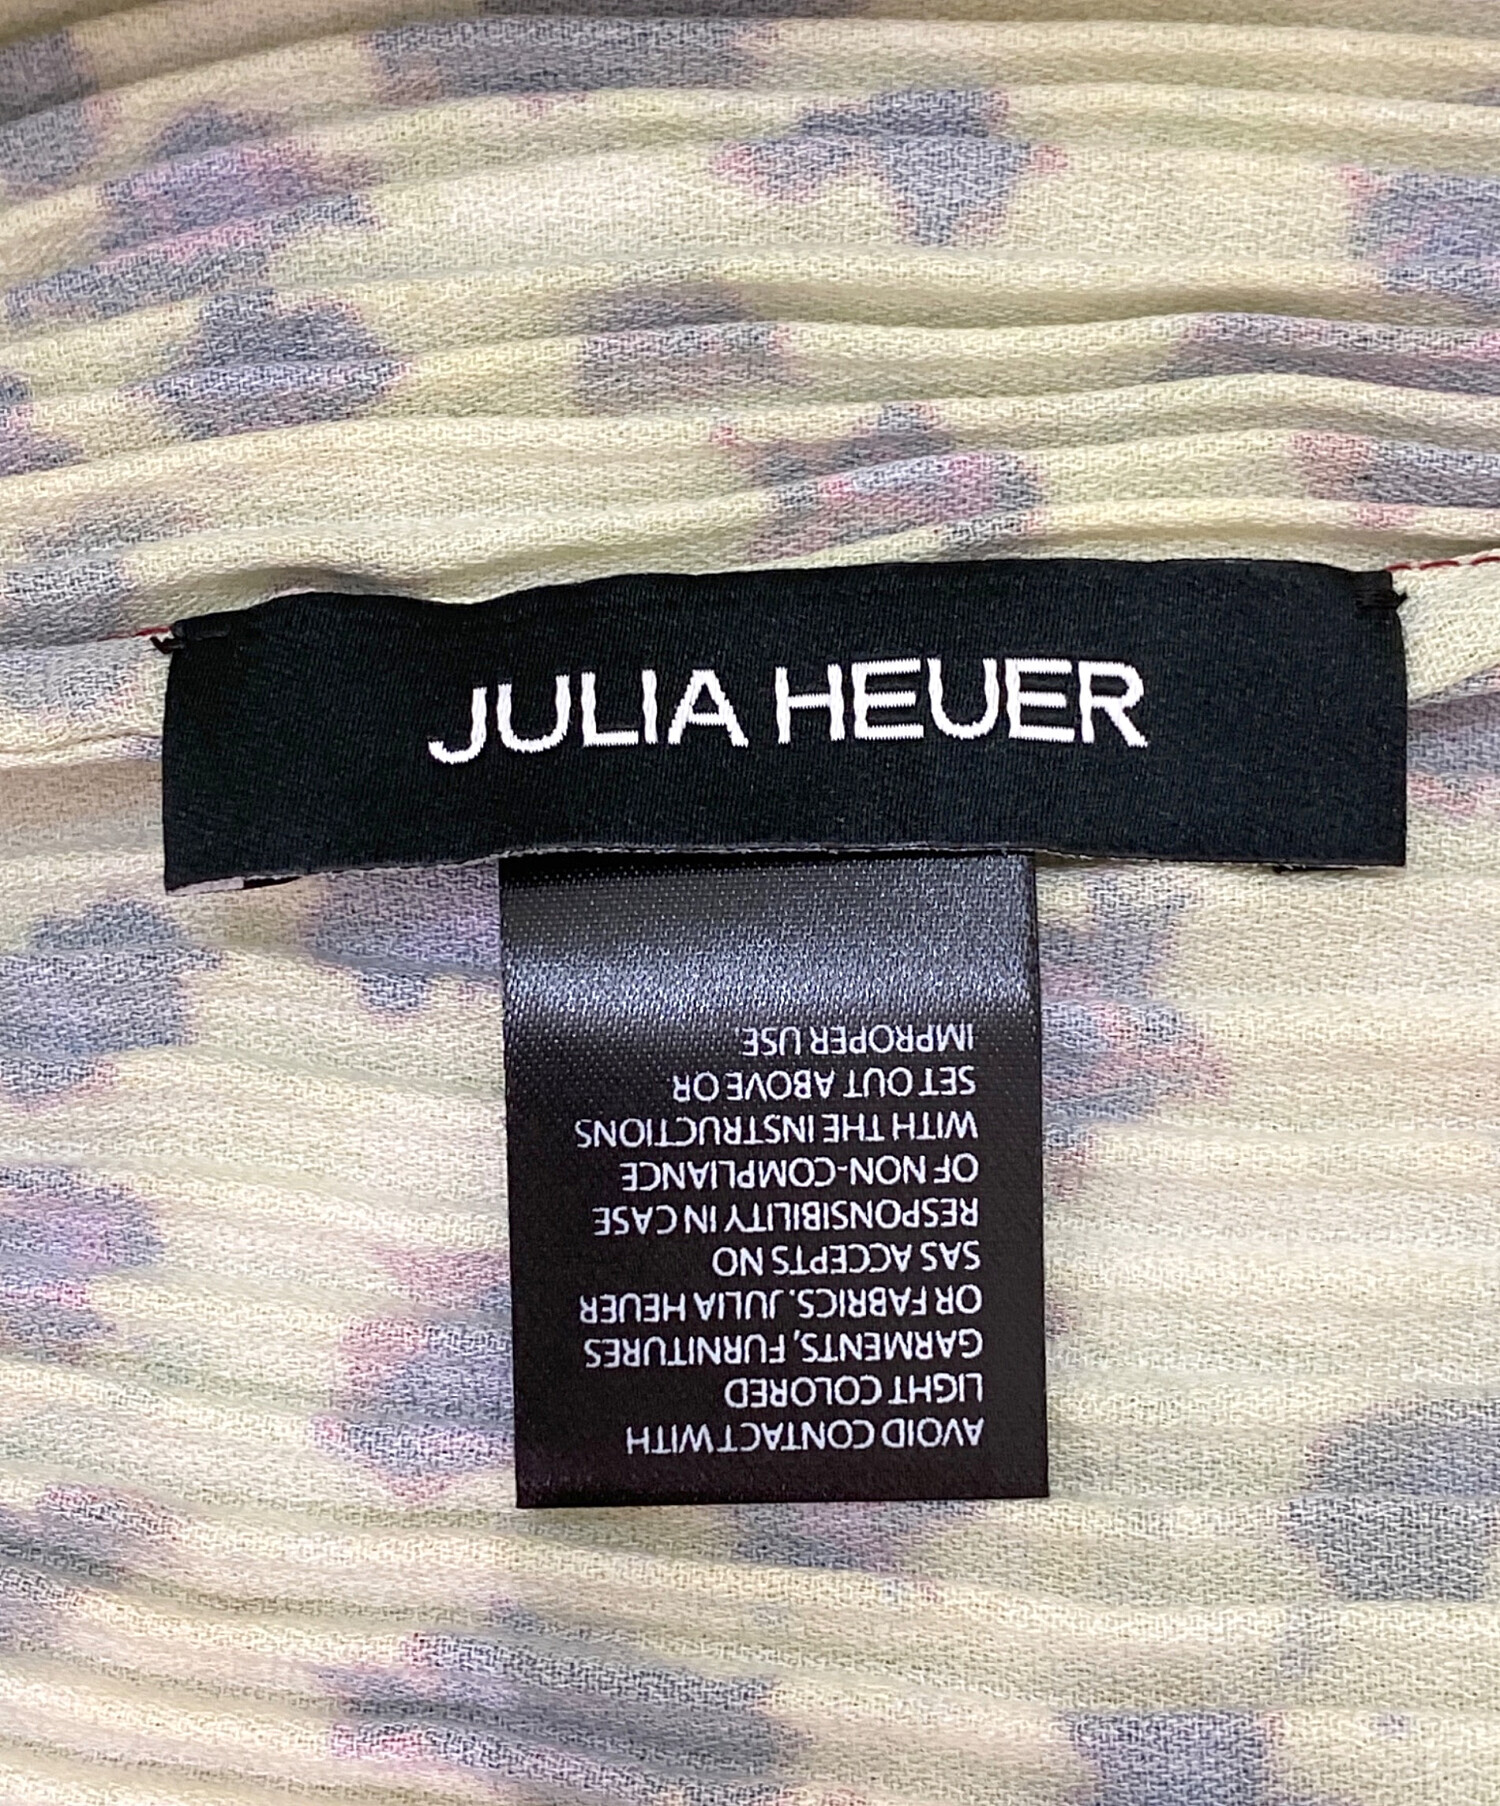 JULIA HEUER
AVOID CONTACT WITH
LIGHT COLORED
GARMENTS, FURNITURES
OR FABRICS. JULIA HEUER
SAS ACCEPTS NO
RESPONSIBILITY IN CASE
OF NON-COMPLIANCE
WITH THE INSTRUCTIONS
SET OUT ABOVE OR
IMPROPER USE.